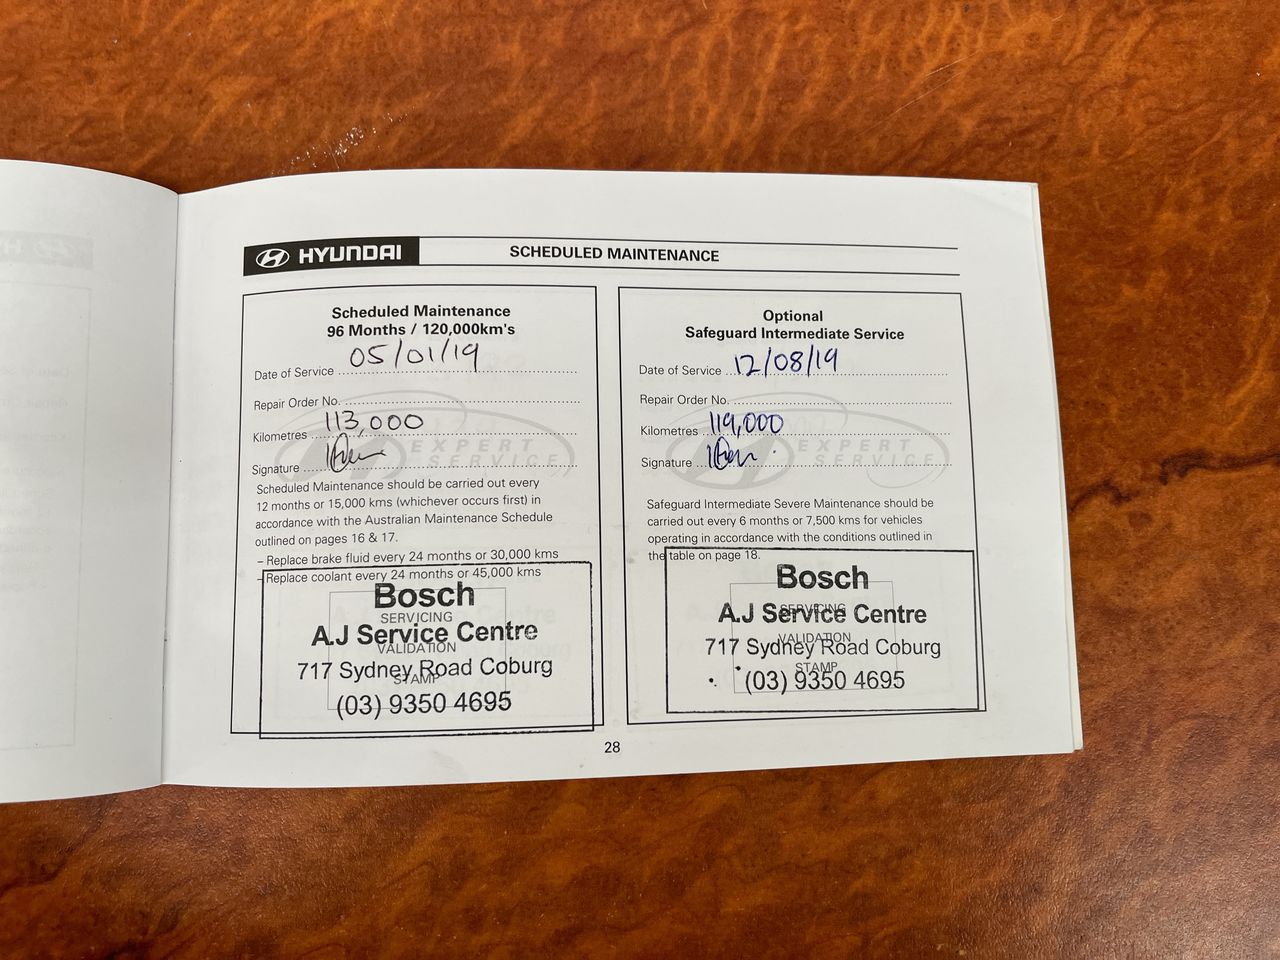 HYUNDAI
SCHEDULED MAINTENANCE
Scheduled Maintenance
96 Months / 120,000km's
Date of Service 05/01/19
Repair Order No.
Kilometres 113,000
Signature
EXPERT
SERVICE
Scheduled Maintenance should be carried out every
12 months or 15,000 kms (whichever occurs first) in
accordance with the Australian Maintenance Schedule
outlined on pages 16 & 17.
– Replace brake fluid every 24 months or 30,000 kms
– Replace coolant every 24 months or 45,000 kms
Bosch
SERVICING
A.J Service Centre
VALIDATION
717 Sydney Road Coburg
STAMP
(03) 9350 4695
Optional
Safeguard Intermediate Service
Date of Service 12/08/19
Repair Order No.
Kilometres 119,000
Signature
EXPERT
SERVICE
Safeguard Intermediate Severe Maintenance should be
carried out every 6 months or 7,500 kms for vehicles
operating in accordance with the conditions outlined in
the table on page 18.
Bosch
SERVICING
A.J Service Centre
VALIDATION
717 Sydney Road Coburg
STAMP
(03) 9350 4695
28